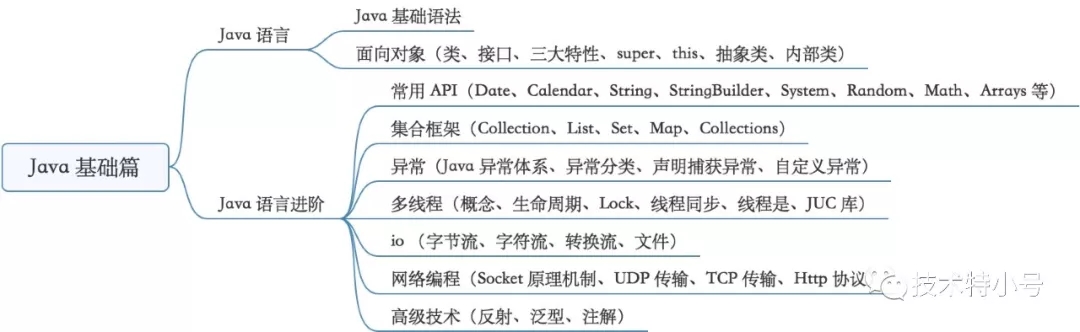 Java 基础篇
Java 语言
Java 基础语法
面向对象（类、接口、三大特性、super、this、抽象类、内部类）
Java 语言进阶
常用 API（Date、Calendar、String、StringBuilder、System、Random、Math、Arrays 等）
集合框架（Collection、List、Set、Map、Collections）
异常（Java 异常体系、异常分类、声明捕获异常、自定义异常）
多线程（概念、生命周期、Lock、线程同步、线程是、JUC 库）
io （字节流、字符流、转换流、文件）
网络编程（Socket 原理机制、UDP 传输、TCP 传输、Http 协议
高级技术（反射、泛型、注解）
技术特小号